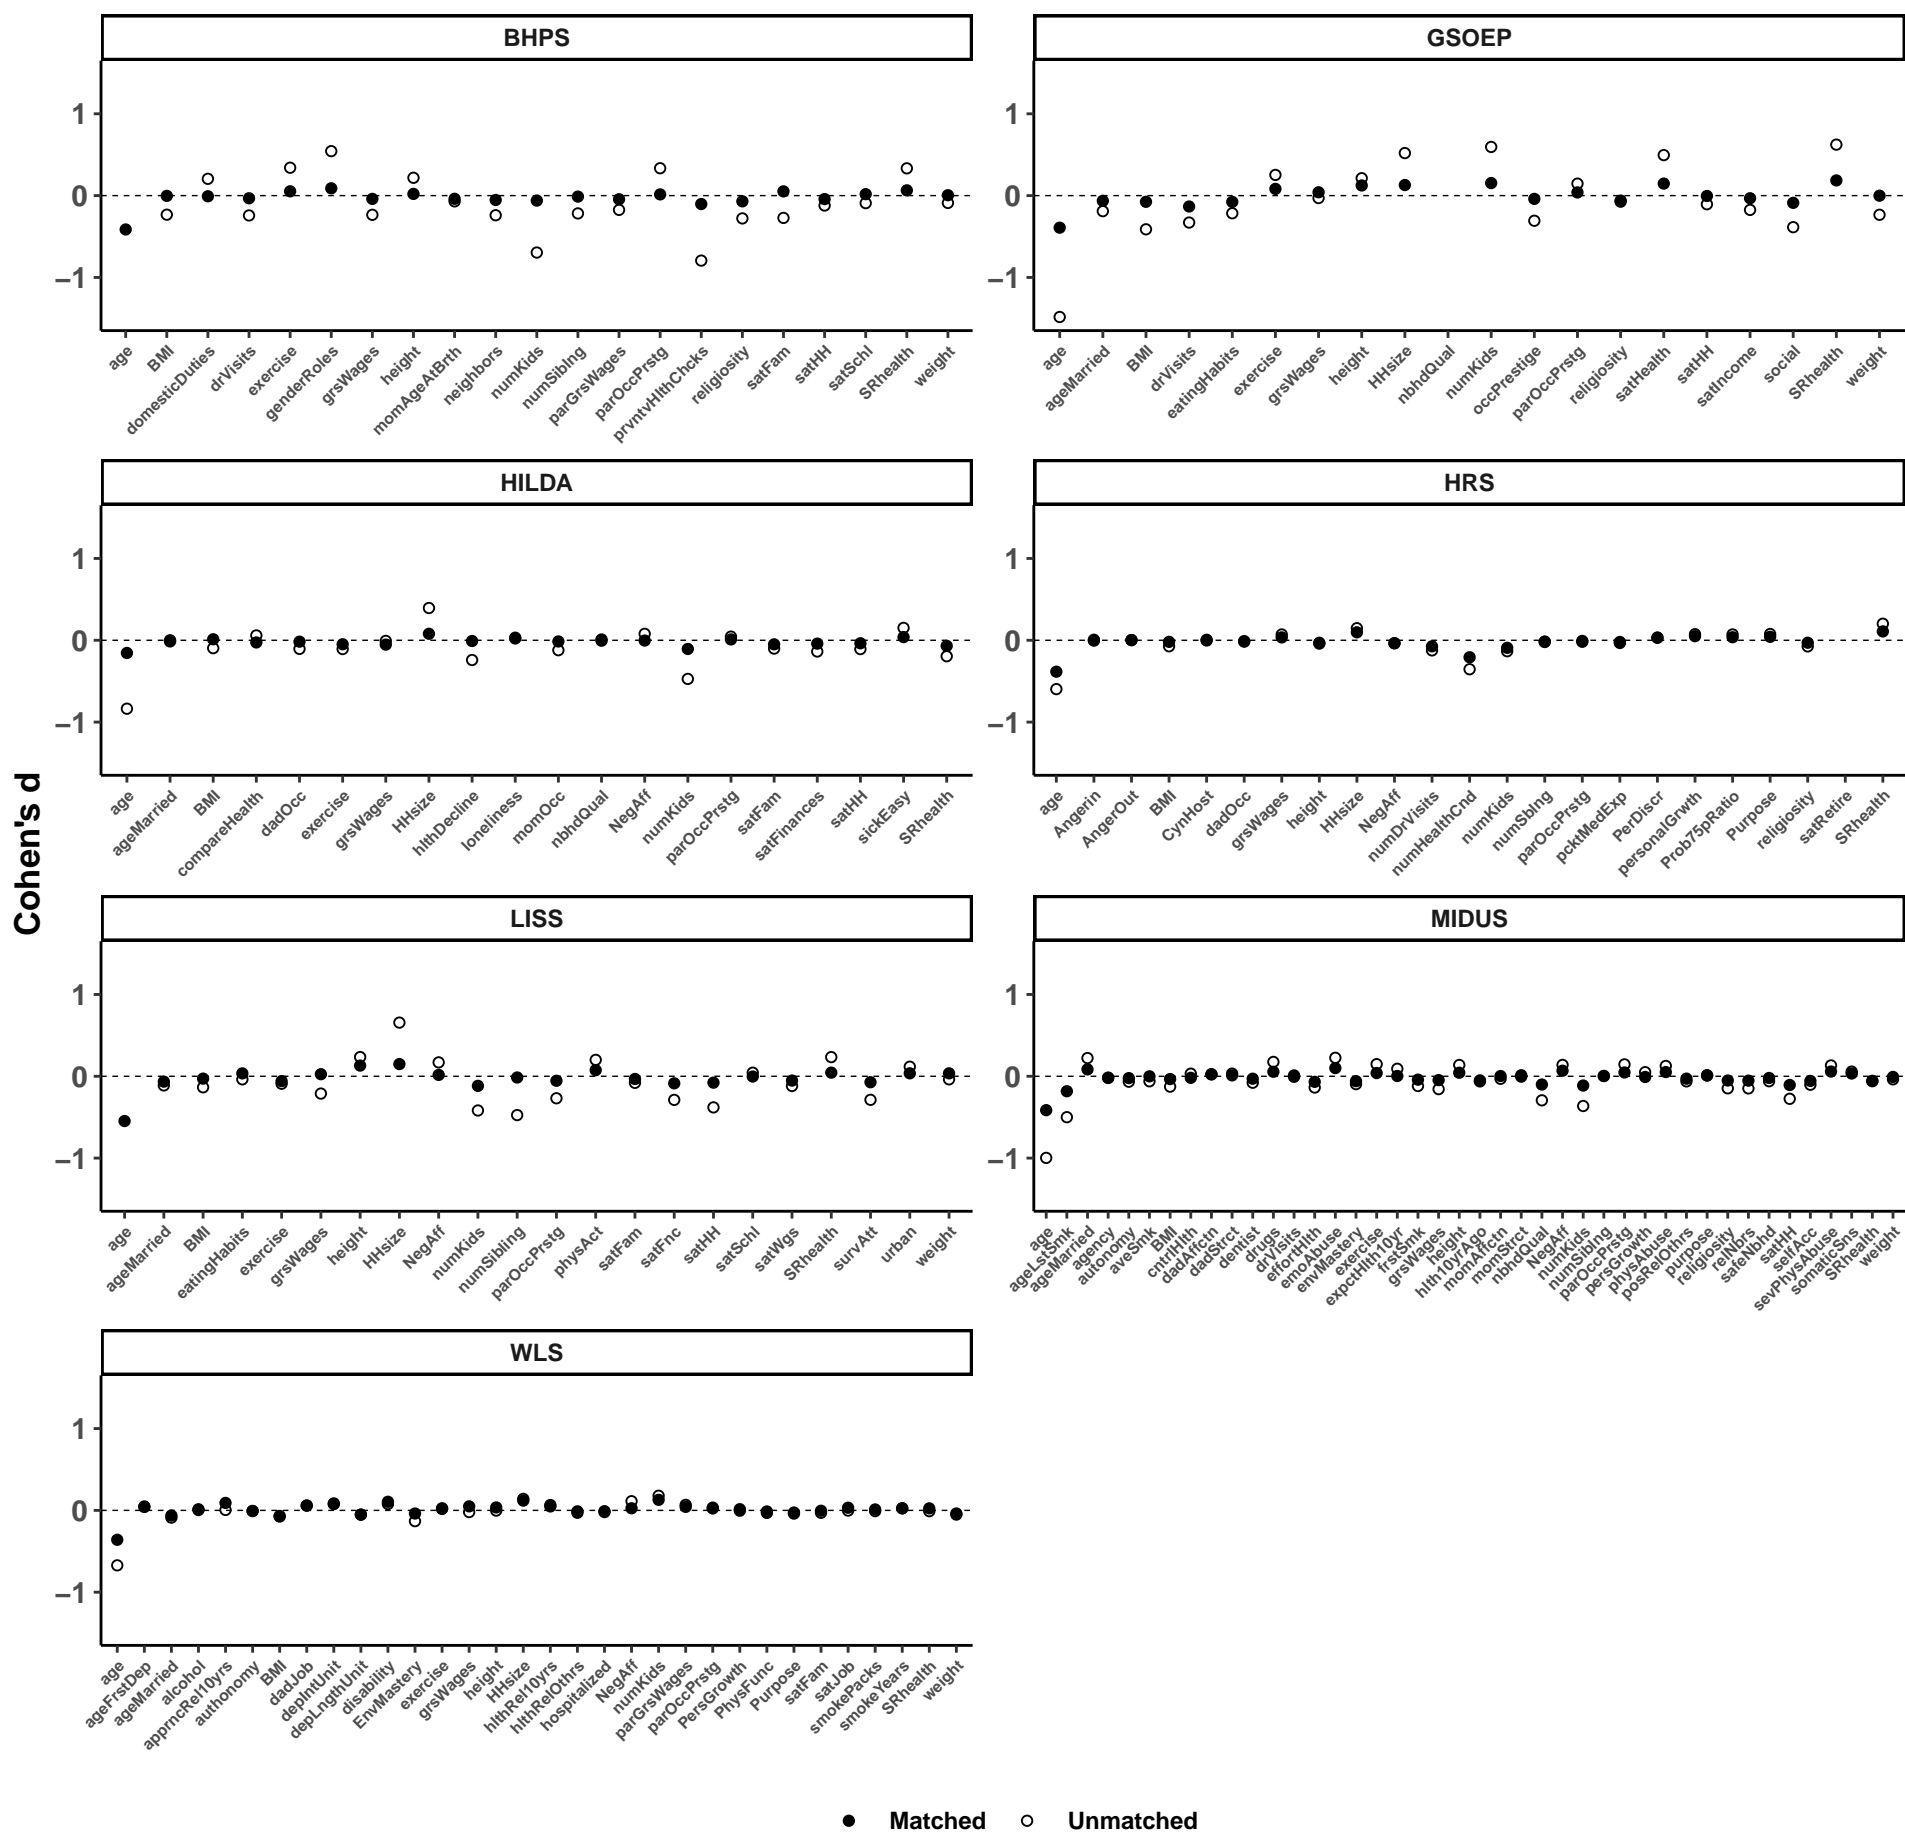 BHPS
1
0
−1
age
BMI
domesticDuties
drVisits
exercise
genderRoles
grsWages
height
momAgeAtBrth
neighbors
numKids
numSiblng
parGrsWages
parOccPrstg
prvntvHlthChcks
religiosity
satFam
satHH
satSchl
SRhealth
weight
GSOEP
1
0
−1
age
ageMarried
BMI
drVisits
eatingHabits
exercise
grsWages
height
HHsize
nbhdQual
numKids
occPrestige
parOccPrstg
religiosity
satHealth
satHH
satIncome
social
SRhealth
weight
HILDA
1
0
−1
age
ageMarried
BMI
compareHealth
dadOcc
exercise
grsWages
HHsize
hlthDecline
loneliness
momOcc
nbhdQual
NegAff
numKids
parOccPrstg
satFam
satFinances
satHH
sickEasy
SRhealth
HRS
1
0
−1
age
Angerin
AngerOut
BMI
CynHost
dadOcc
grsWages
height
HHsize
NegAff
numDrVisits
numHealthCnd
numKids
numSblng
parOccPrstg
pcktMedExp
PerDiscr
personalGrwth
Prob75pRatio
Purpose
religiosity
satRetire
SRhealth
Cohen's d
LISS
1
0
−1
age
ageMarried
BMI
eatingHabits
exercise
grsWages
height
HHsize
NegAff
numKids
numSibling
parOccPrstg
physAct
satFam
satFnc
satHH
satSchl
satWgs
SRhealth
survAtt
urban
weight
MIDUS
1
0
−1
age
ageLstSmk
ageMarried
agency
autonomy
aveSmk
BMI
cntrlHlth
dadAffctn
dadStrct
dentist
drugs
drVisits
effortHlth
emoAbuse
envMastery
exercise
expctHlth10yr
frstSmk
grsWages
height
hlth10yrAgo
momAffctn
momStrct
nbhdQual
NegAff
numKids
numSiblng
parOccPrstg
persGrowth
physAbuse
posRelOthrs
purpose
religiosity
relNbrs
safeNbhd
satHH
selfAcc
sevPhysAbuse
somaticSns
SRhealth
weight
WLS
1
0
−1
age
ageFrstDep
ageMarried
alcohol
apprncRel10yrs
authonomy
BMI
dadJob
depIntUnit
depLngthUnit
disability
EnvMastery
exercise
grsWages
height
HHsize
hlthRel10yrs
hlthRelOthrs
hospitalized
NegAff
numKids
parGrsWages
parOccPrstg
PersGrowth
PhysFunc
Purpose
satFam
satJob
smokePacks
smokeYears
SRhealth
weight
Matched Unmatched